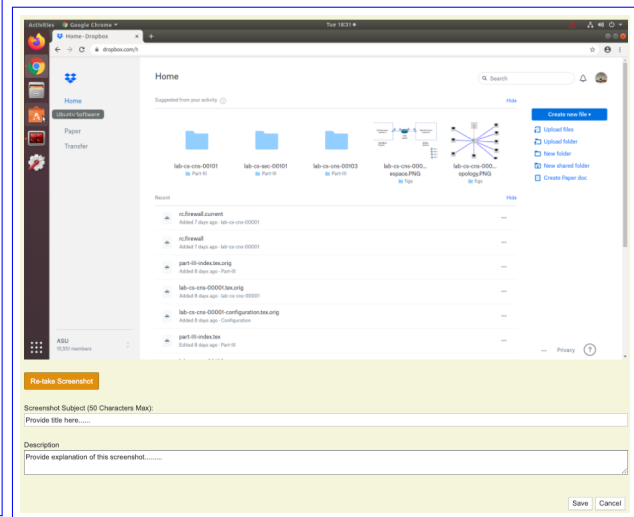 Activities Google Chrome ▾ Tue 18:31 ●
Home - Dropbox × +
dropbox.com/h
Home
Search
Home
Suggested from your activity
Hide
Create new file ▾
Ubuntu Software
Upload files
Paper
Upload folder
Transfer
New folder
New shared folder
Create Paper doc
lab-cs-cns-00101 lab-cs-sec-00101 lab-cs-cns-00103 lab-cs-cns-000... lab-cs-cns-000...
Part-III Part-III Part-III espace.PNG opology.PNG
figs figs
Recent Hide
rc.firewall.current
Added 7 days ago · lab-cs-cns-00001
rc.firewall
Added 7 days ago · lab-cs-cns-00001
part-III-index.tex.orig
Added 8 days ago · Part-III
lab-cs-cns-00001.tex.orig
Added 8 days ago · lab-cs-cns-00001
lab-cs-cns-00001-configuration.tex.orig
Added 8 days ago · Configuration
part-III-index.tex
Edited 8 days ago · Part-III
ASU
members
... Privacy ?
Re-take Screenshot
Screenshot Subject (50 Characters Max):
Provide title here......
Description
Provide explanation of this screenshot.........
Save Cancel